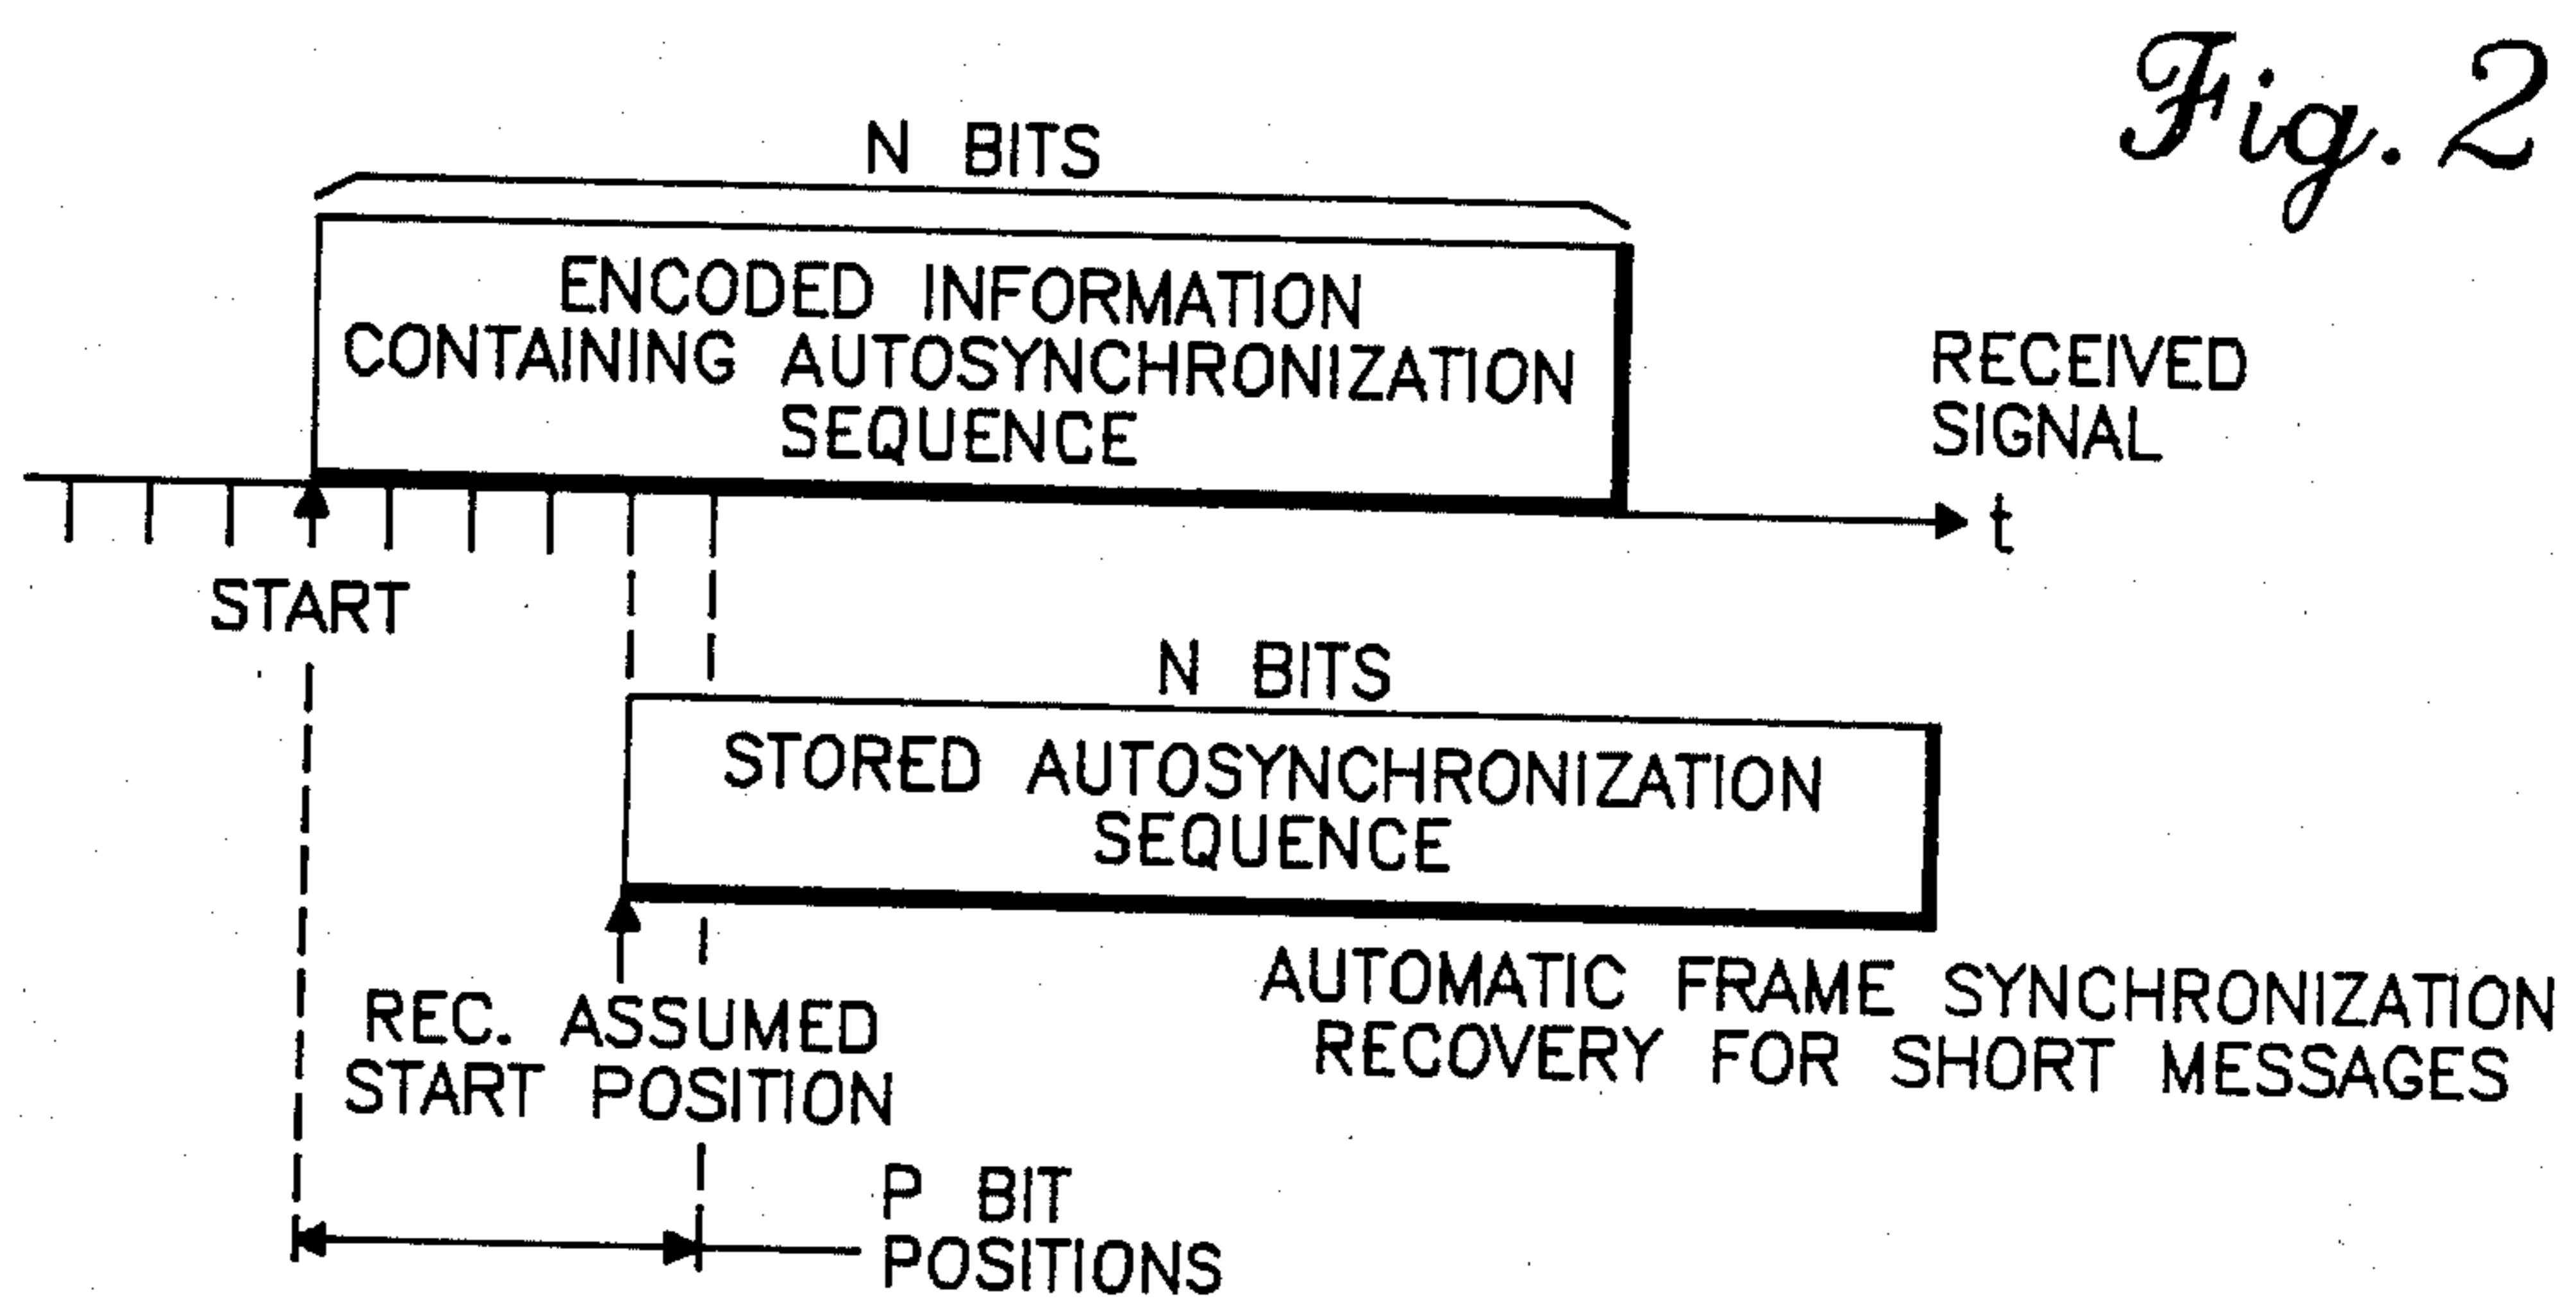 Fig. 2
N BITS
ENCODED INFORMATION
CONTAINING AUTOSYNCHRONIZATION
SEQUENCE
RECEIVED
SIGNAL
t
START
N BITS
STORED AUTOSYNCHRONIZATION
SEQUENCE
REC. ASSUMED
START POSITION
AUTOMATIC FRAME SYNCHRONIZATION
RECOVERY FOR SHORT MESSAGES
P BIT
POSITIONS